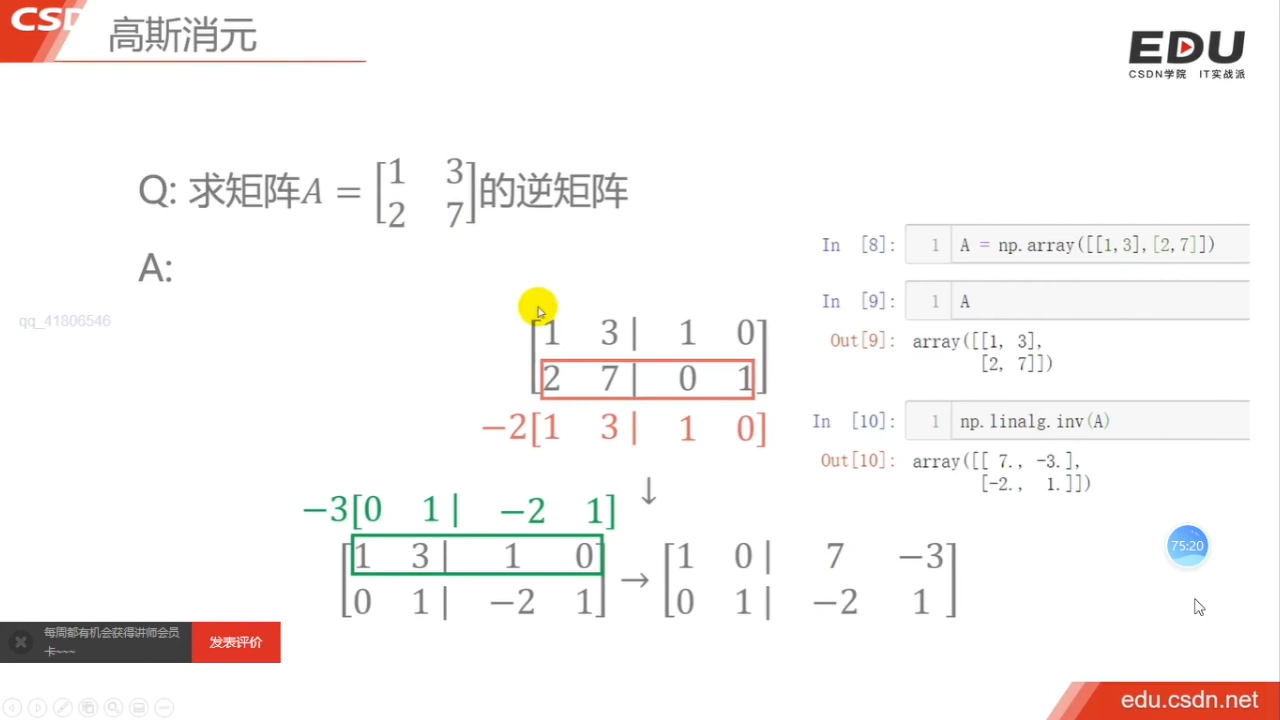 CSD
高斯消元
EDU
CSDN学院 IT实战派
Q: 求矩阵A = [1 3
2 7]的逆矩阵
A:
qq_41806546
[1 3 | 1 0
2 7 | 0 1]
−2[1 3 | 1 0]
↓
−3[0 1 | −2 1]
[1 3 | 1 0
0 1 | −2 1]
→
[1 0 | 7 −3
0 1 | −2 1]
In [8]: 1 A = np.array([[1,3],[2,7]])
In [9]: 1 A
Out[9]: array([[1, 3],
[2, 7]])
In [10]: 1 np.linalg.inv(A)
Out[10]: array([[ 7., -3.],
[-2., 1.]])
75:20
每周都有机会获得讲师会员
卡~~~
发表评价
edu.csdn.net